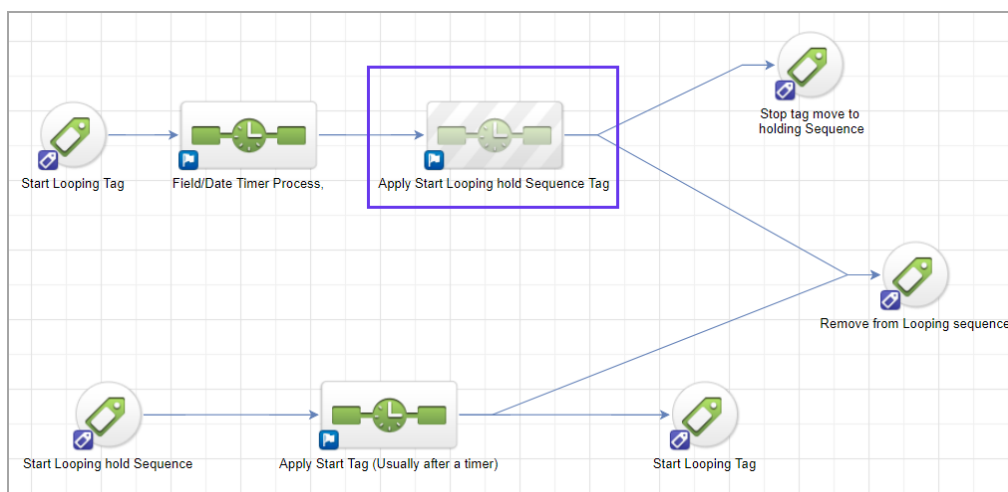 Stop tag move to
holding Sequence
Start Looping Tag
Field/Date Timer Process,
Apply Start Looping hold Sequence Tag
Remove from Looping sequence
Start Looping hold Sequence
Apply Start Tag (Usually after a timer)
Start Looping Tag